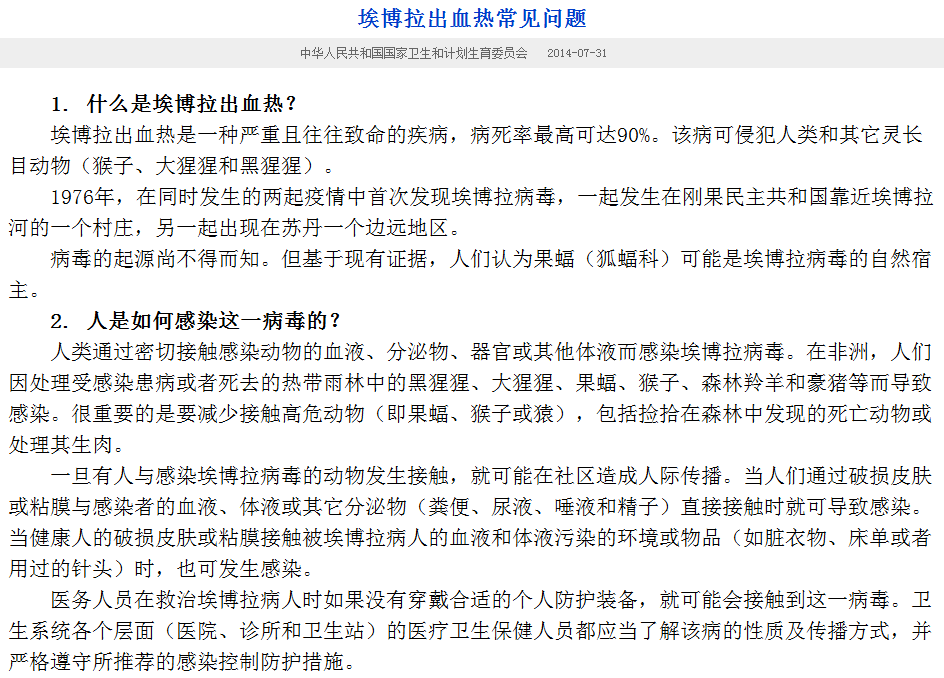 埃博拉出血热常见问题
中华人民共和国国家卫生和计划生育委员会 2014-07-31
1. 什么是埃博拉出血热？
埃博拉出血热是一种严重且往往致命的疾病，病死率最高可达90%。该病可侵犯人类和其它灵长
目动物（猴子、大猩猩和黑猩猩）。
1976年，在同时发生的两起疫情中首次发现埃博拉病毒，一起发生在刚果民主共和国靠近埃博拉
河的一个村庄，另一起出现在苏丹一个边远地区。
病毒的起源尚不得而知。但基于现有证据，人们认为果蝠（狐蝠科）可能是埃博拉病毒的自然宿
主。
2. 人是如何感染这一病毒的？
人类通过密切接触感染动物的血液、分泌物、器官或其他体液而感染埃博拉病毒。在非洲，人们
因处理受感染患病或者死去的热带雨林中的黑猩猩、大猩猩、果蝠、猴子、森林羚羊和豪猪等而导致
感染。很重要的是要减少接触高危动物（即果蝠、猴子或猿），包括捡拾在森林中发现的死亡动物或
处理其生肉。
一旦有人与感染埃博拉病毒的动物发生接触，就可能在社区造成人际传播。当人们通过破损皮肤
或粘膜与感染者的血液、体液或其它分泌物（粪便、尿液、唾液和精子）直接接触时就可导致感染。
当健康人的破损皮肤或粘膜接触被埃博拉病人的血液和体液污染的环境或物品（如脏衣物、床单或者
用过的针头）时，也可发生感染。
医务人员在救治埃博拉病人时如果没有穿戴合适的个人防护装备，就可能会接触到这一病毒。卫
生系统各个层面（医院、诊所和卫生站）的医疗卫生保健人员都应当了解该病的性质及传播方式，并
严格遵守所推荐的感染控制防护措施。